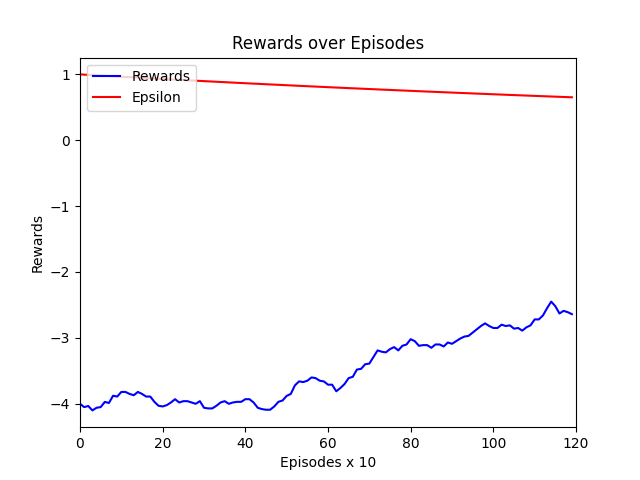 Rewards over Episodes
Rewards
Epsilon
1
0
−1
−2
−3
−4
Rewards
0 20 40 60 80 100 120
Episodes x 10